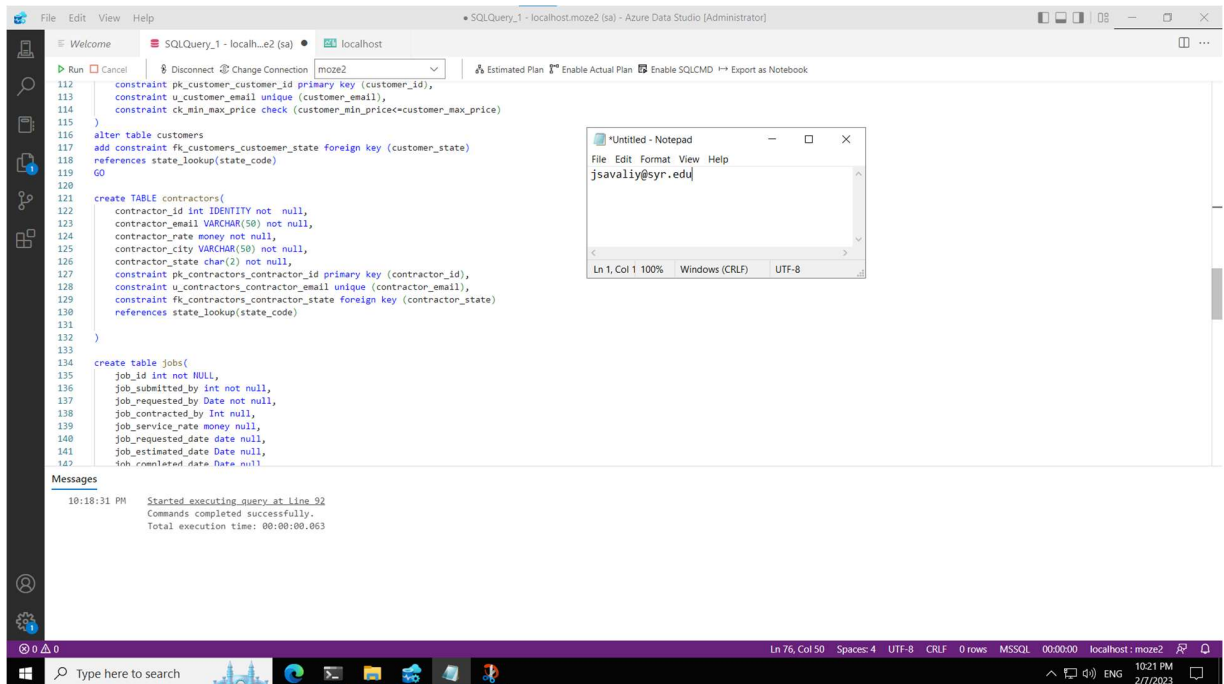 File Edit View Help
● SQLQuery_1 - localhost.moze2 (sa) - Azure Data Studio [Administrator]
Welcome
SQLQuery_1 - localh...e2 (sa) ●
localhost
Run Cancel Disconnect Change Connection moze2 Estimated Plan Enable Actual Plan Enable SQLCMD Export as Notebook
112 constraint pk_customer_customer_id primary key (customer_id),
113 constraint u_customer_email unique (customer_email),
114 constraint ck_min_max_price check (customer_min_price<=customer_max_price)
115 )
116 alter table customers
117 add constraint fk_customers_custoemer_state foreign key (customer_state)
118 references state_lookup(state_code)
119 GO
120
121 create TABLE contractors(
122 contractor_id int IDENTITY not null,
123 contractor_email VARCHAR(50) not null,
124 contractor_rate money not null,
125 contractor_city VARCHAR(50) not null,
126 contractor_state char(2) not null,
127 constraint pk_contractors_contractor_id primary key (contractor_id),
128 constraint u_contractors_contractor_email unique (contractor_email),
129 constraint fk_contractors_contractor_state foreign key (contractor_state)
130 references state_lookup(state_code)
131
132 )
133
134 create table jobs(
135 job_id int not NULL,
136 job_submitted_by int not null,
137 job_requested_by Date not null,
138 job_contracted_by Int null,
139 job_service_rate money null,
140 job_requested_date date null,
141 job_estimated_date Date null,
142 job_completed_date Date null
*Untitled - Notepad
File Edit Format View Help
jsavaliy@syr.edu
Ln 1, Col 1 100% Windows (CRLF) UTF-8
Messages
10:18:31 PM Started executing query at Line 92
Commands completed successfully.
Total execution time: 00:00:00.063
1
1
0 0
Ln 76, Col 50 Spaces: 4 UTF-8 CRLF 0 rows MSSQL 00:00:00 localhost : moze2
Type here to search
ENG
10:21 PM
2/7/2023